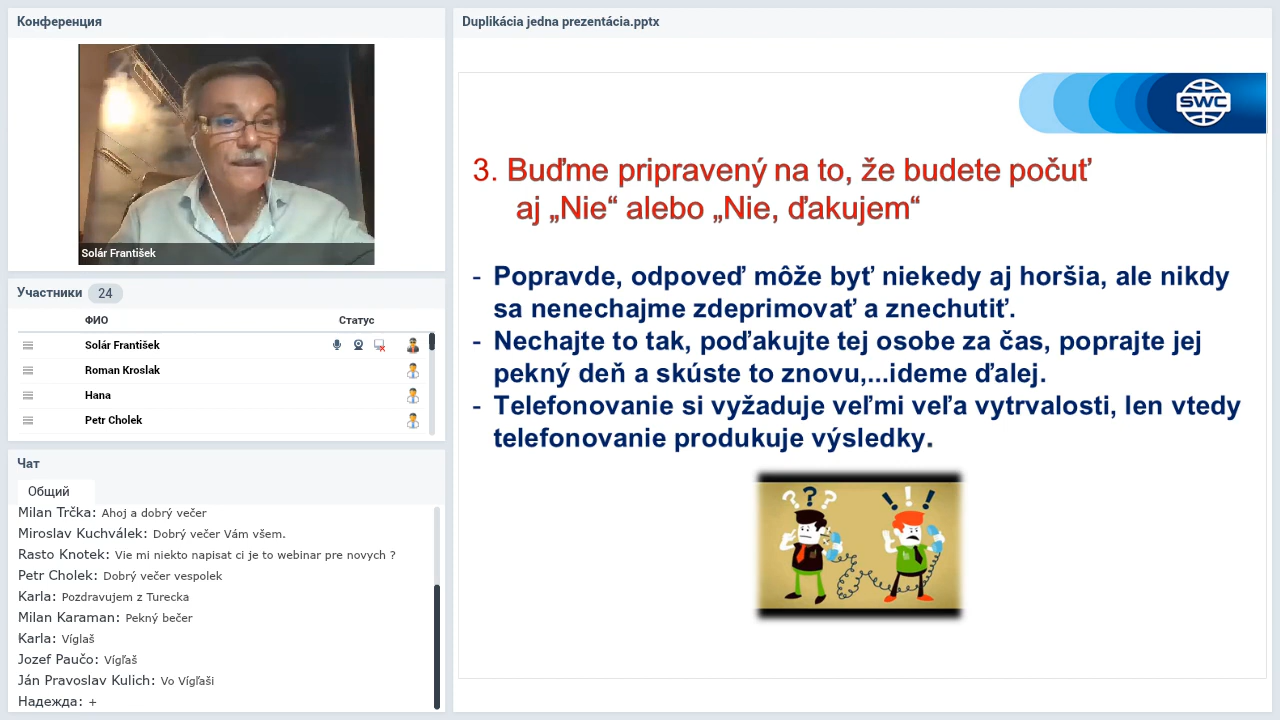 Конференция
Solár František
Участники 24
ФИО Статус
Solár František
Roman Kroslak
Hana
Petr Cholek
Чат
Общий
Milan Trčka: Ahoj a dobrý večer
Miroslav Kuchválek: Dobrý večer Vám všem.
Rasto Knotek: Vie mi niekto napisat ci je to webinar pre novych ?
Petr Cholek: Dobrý večer vespolek
Karla: Pozdravujem z Turecka
Milan Karaman: Pekný bečer
Karla: Víglaš
Jozef Paučo: Vígľaš
Ján Pravoslav Kulich: Vo Vígľaši
Надежда: +
Duplikácia jedna prezentácia.pptx
SWC
3. Buďme pripravený na to, že budete počuť
aj „Nie“ alebo „Nie, ďakujem“
- Popravde, odpoveď môže byť niekedy aj horšia, ale nikdy
sa nenechajme zdeprimovať a znechutiť.
- Nechajte to tak, poďakujte tej osobe za čas, poprajte jej
pekný deň a skúste to znovu,...ideme ďalej.
- Telefonovanie si vyžaduje veľmi veľa vytrvalosti, len vtedy
telefonovanie produkuje výsledky.
???
!!!